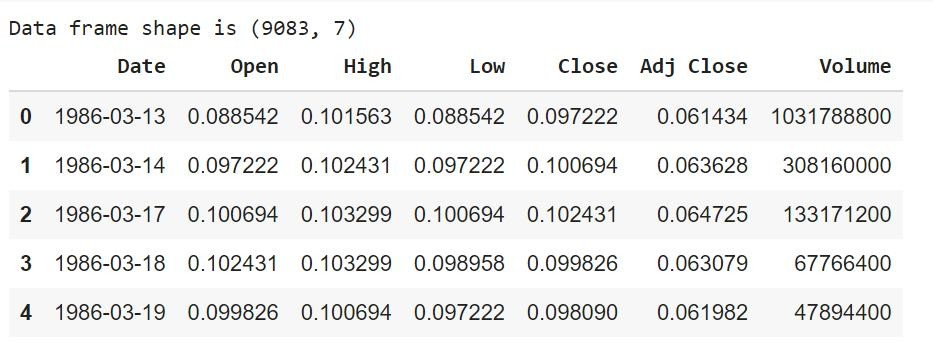 Data frame shape is (9083, 7)
Date Open High Low Close Adj Close Volume
0 1986-03-13 0.088542 0.101563 0.088542 0.097222 0.061434 1031788800
1 1986-03-14 0.097222 0.102431 0.097222 0.100694 0.063628 308160000
2 1986-03-17 0.100694 0.103299 0.100694 0.102431 0.064725 133171200
3 1986-03-18 0.102431 0.103299 0.098958 0.099826 0.063079 67766400
4 1986-03-19 0.099826 0.100694 0.097222 0.098090 0.061982 47894400